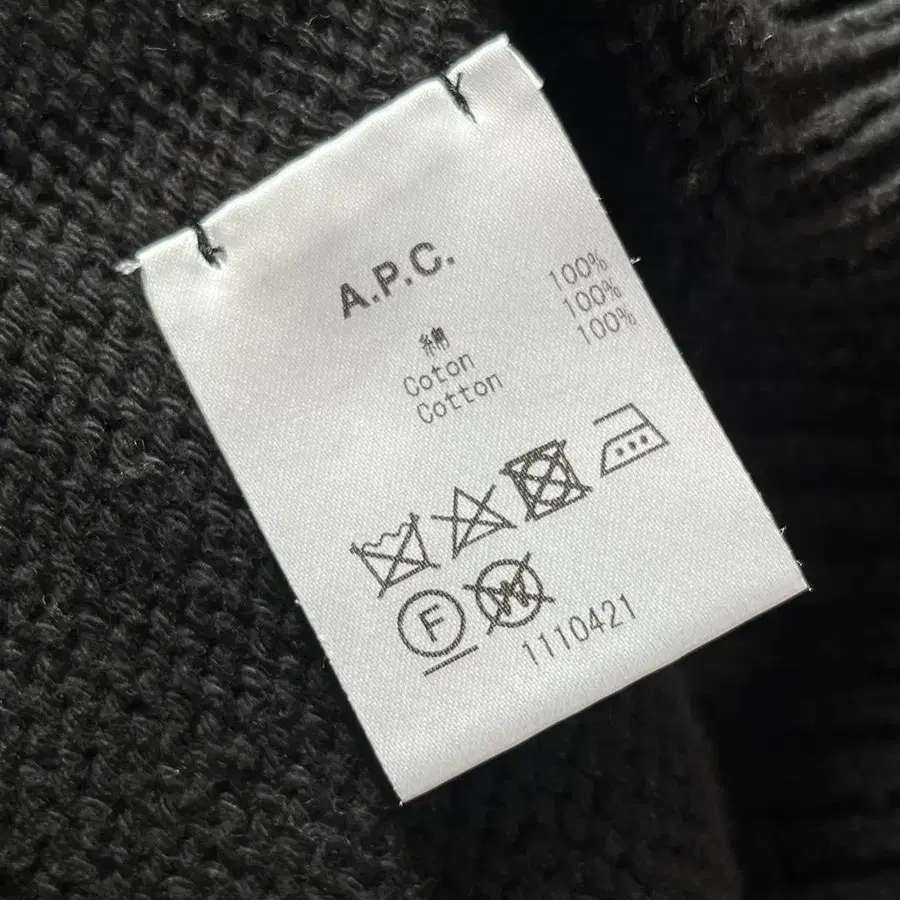 A.P.C.
綿 100%
Coton 100%
Cotton 100%
F W
1110421